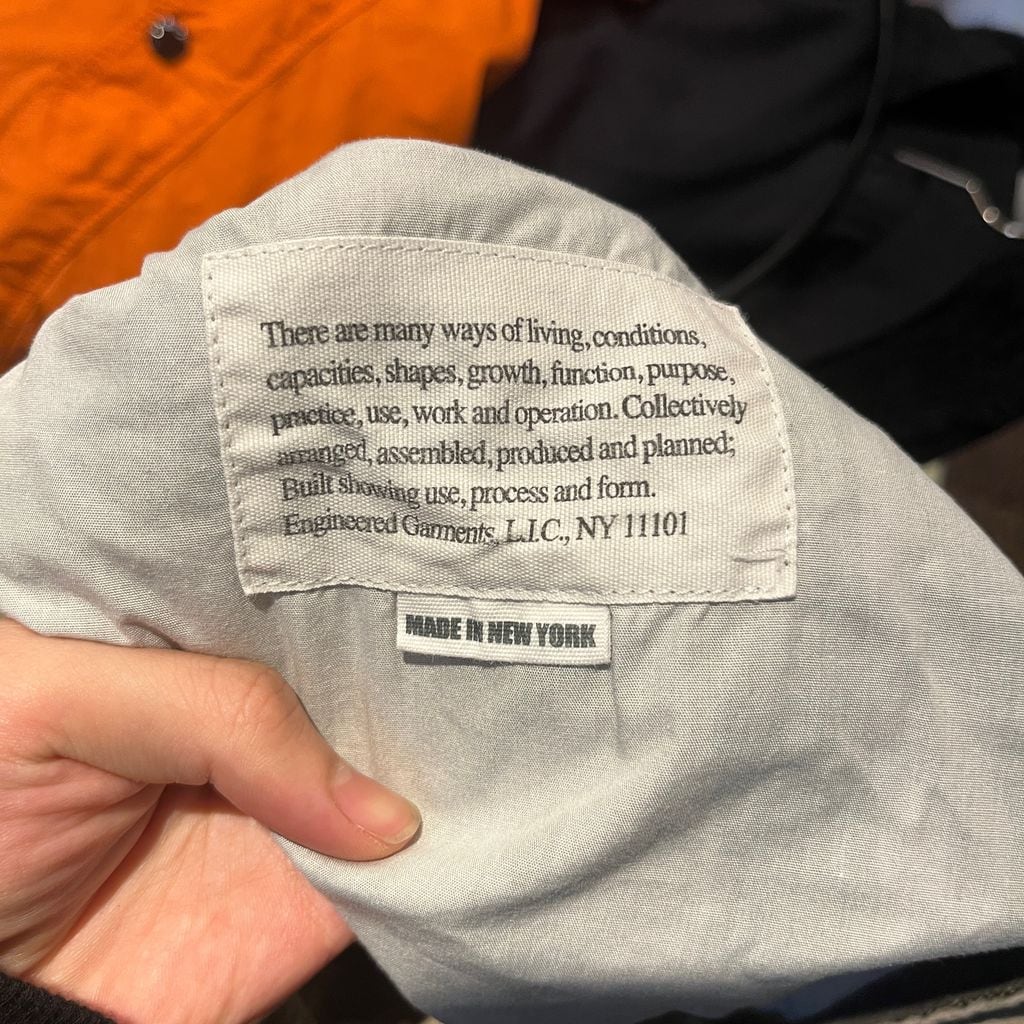 There are many ways of living, conditions,
capacities, shapes, growth, function, purpose,
practice, use, work and operation. Collectively
arranged, assembled, produced and planned;
Built showing use, process and form.
Engineered Garments, L.I.C., NY 11101
MADE IN NEW YORK